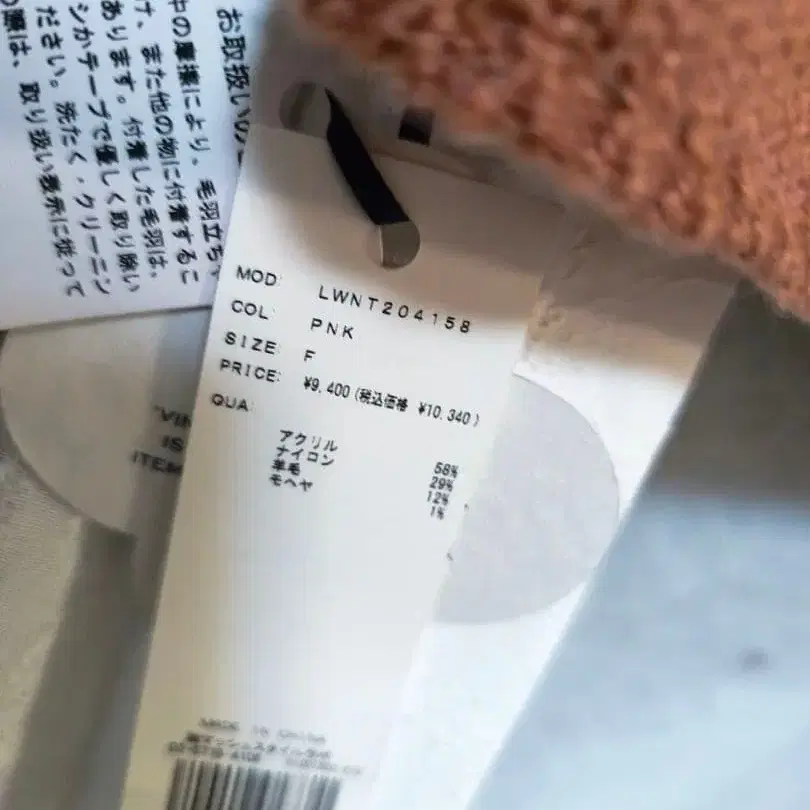 お取扱いの
中の摩擦により、毛羽立ち
け、また他の物に付着するこ
あります。付着した毛羽は、
シかテープで優しく取り除い
ださい。洗たく・クリーニン
の際は、取り扱い表示に従って
MOD: LWNT204158
COL: PNK
SIZE: F
PRICE: ¥9,400(税込価格 ¥10,340)
QUA:
アクリル 58%
ナイロン 29%
羊毛 12%
モヘヤ 1%
"VIN
IS
ITEM
MADE IN CHINA